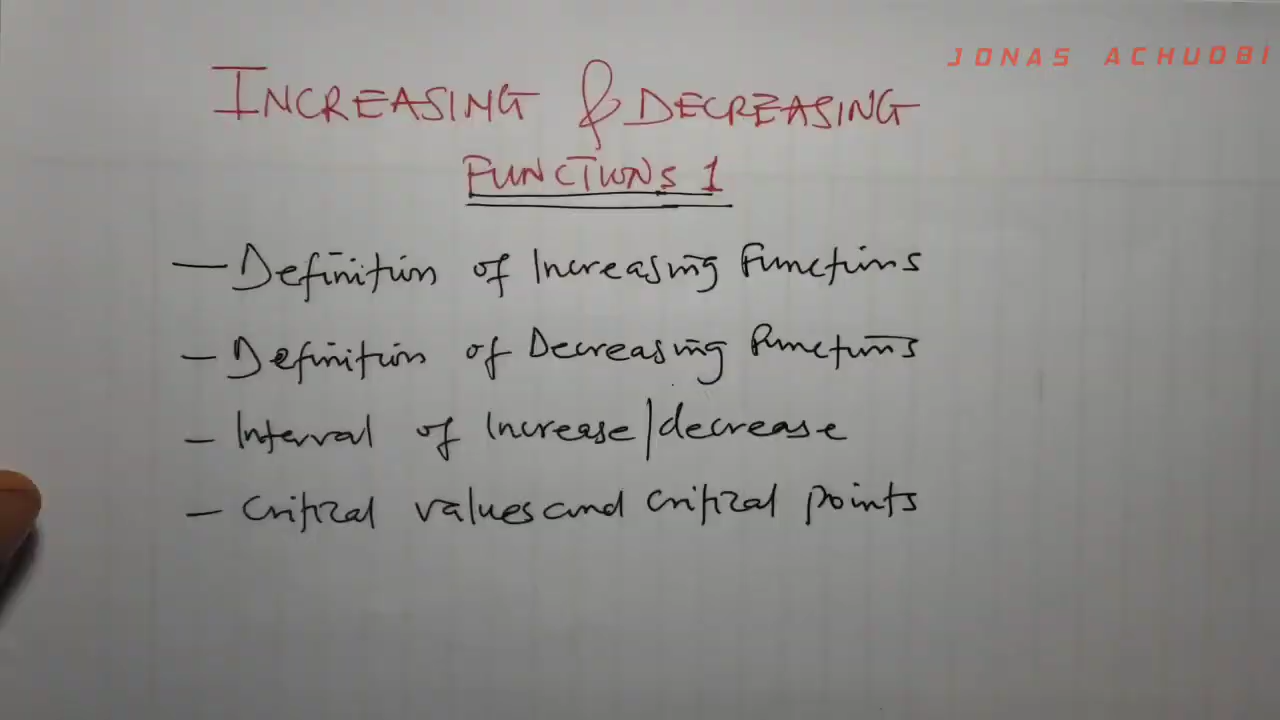 JONAS ACHUOBI
INCREASING & DECREASING
FUNCTIONS 1
— Definition of Increasing Functions
— Definition of Decreasing Functions
— Interval of Increase/decrease
— Critical values and critical points